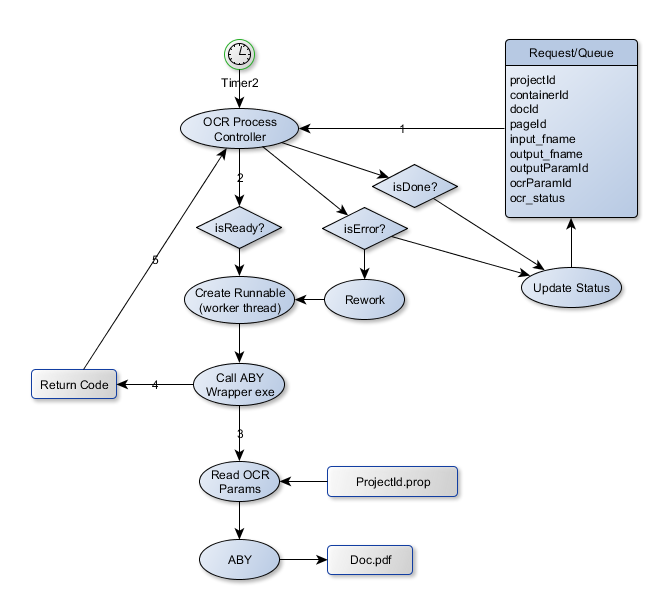 Timer2
Request/Queue
projectId
containerId
docId
pageId
input_fname
output_fname
outputParamId
ocrParamId
ocr_status
OCR Process
Controller
1
2
isDone?
isReady?
isError?
5
Create Runnable
(worker thread)
Rework
Update Status
Return Code
4
Call ABY
Wrapper exe
3
Read OCR
Params
ProjectId.prop
ABY
Doc.pdf